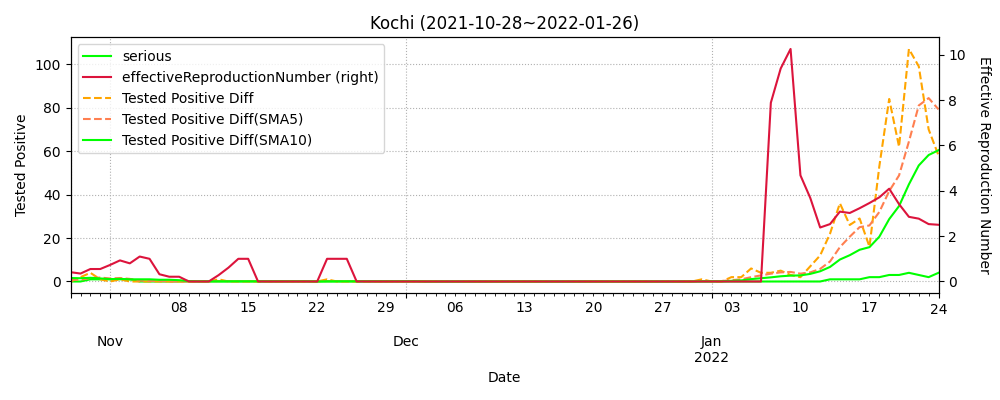 Kochi (2021-10-28~2022-01-26)
serious
effectiveReproductionNumber (right)
Tested Positive Diff
Tested Positive Diff(SMA5)
Tested Positive Diff(SMA10)
Tested Positive
100
80
60
40
20
0
10
8
6
4
2
0
Effective Reproduction Number
08 15 22 29 06 13 20 27 03 10 17 24
Nov Dec Jan
2022
Date